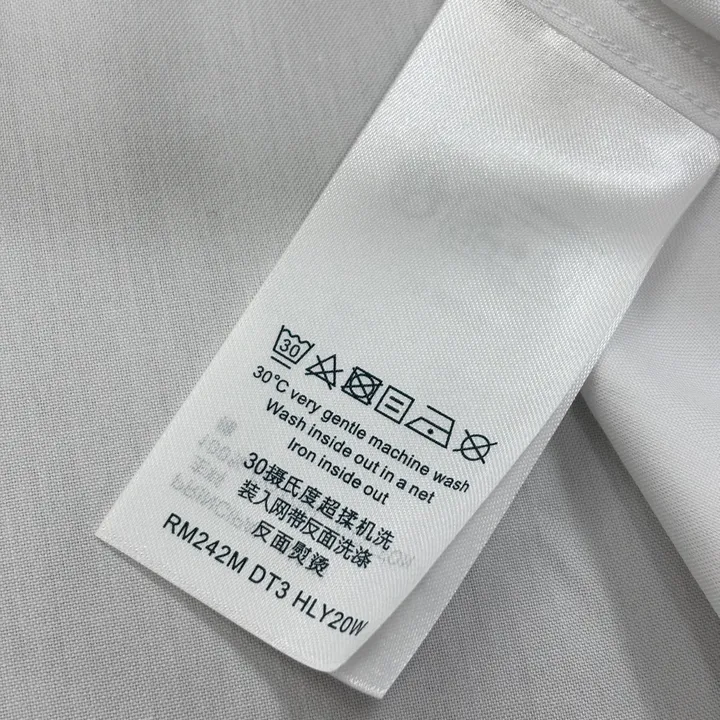 30
30°C very gentle machine wash
Wash inside out in a net
Iron inside out
30摄氏度超揉机洗
装入网带反面洗涤
反面熨烫
RM242M DT3 HLY20W